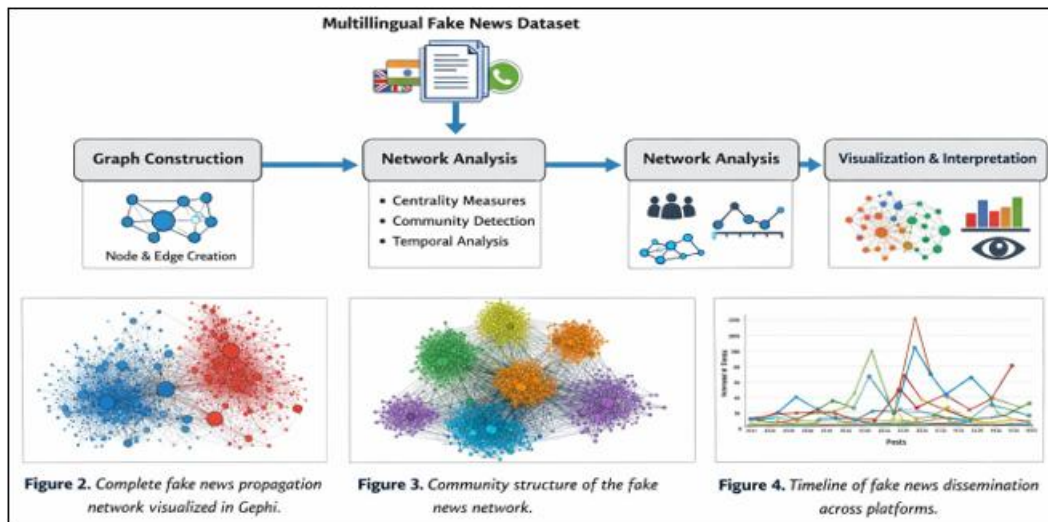 Multillingual Fake News Dataset
Graph Construction
Network Analysis
Network Analysis
Visualization & Interpretation
Node & Edge Creation
• Centrality Measures
• Community Detection
• Temporal Analysis
Posts
Figure 2. Complete fake news propagation
network visualized in Gephi.
Figure 3. Community structure of the fake
news network.
Figure 4. Timeline of fake news dissemination
across platforms.